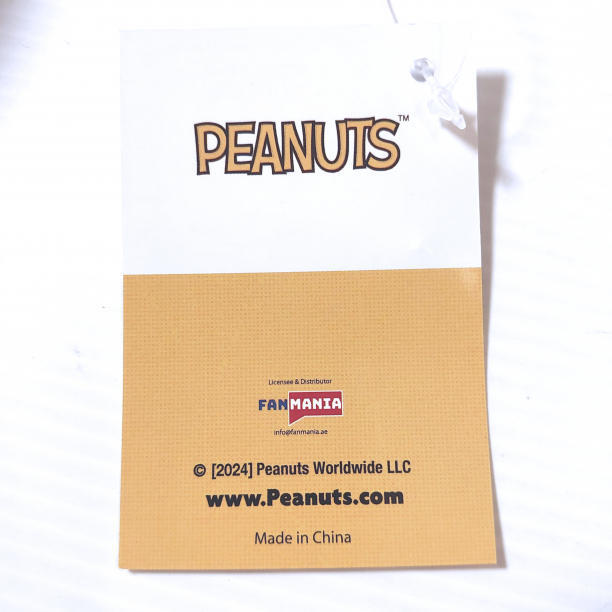 PEANUTS™
Licensee & Distributor
FANMANIA
info@fanmania.ae
© [2024] Peanuts Worldwide LLC
www.Peanuts.com
Made in China